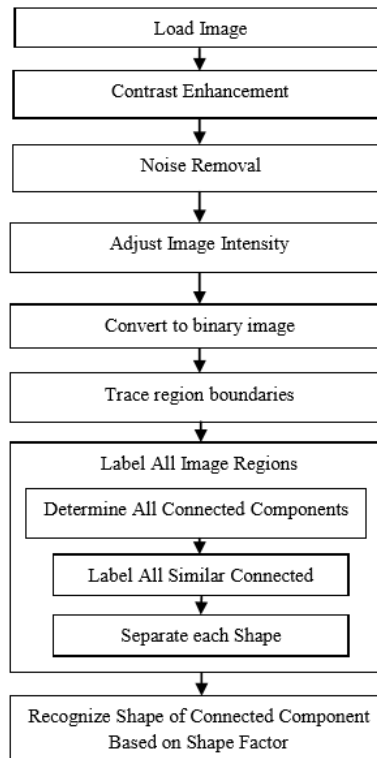 Load Image
Contrast Enhancement
Noise Removal
Adjust Image Intensity
Convert to binary image
Trace region boundaries
Label All Image Regions
Determine All Connected Components
Label All Similar Connected
Separate each Shape
Recognize Shape of Connected Component
Based on Shape Factor